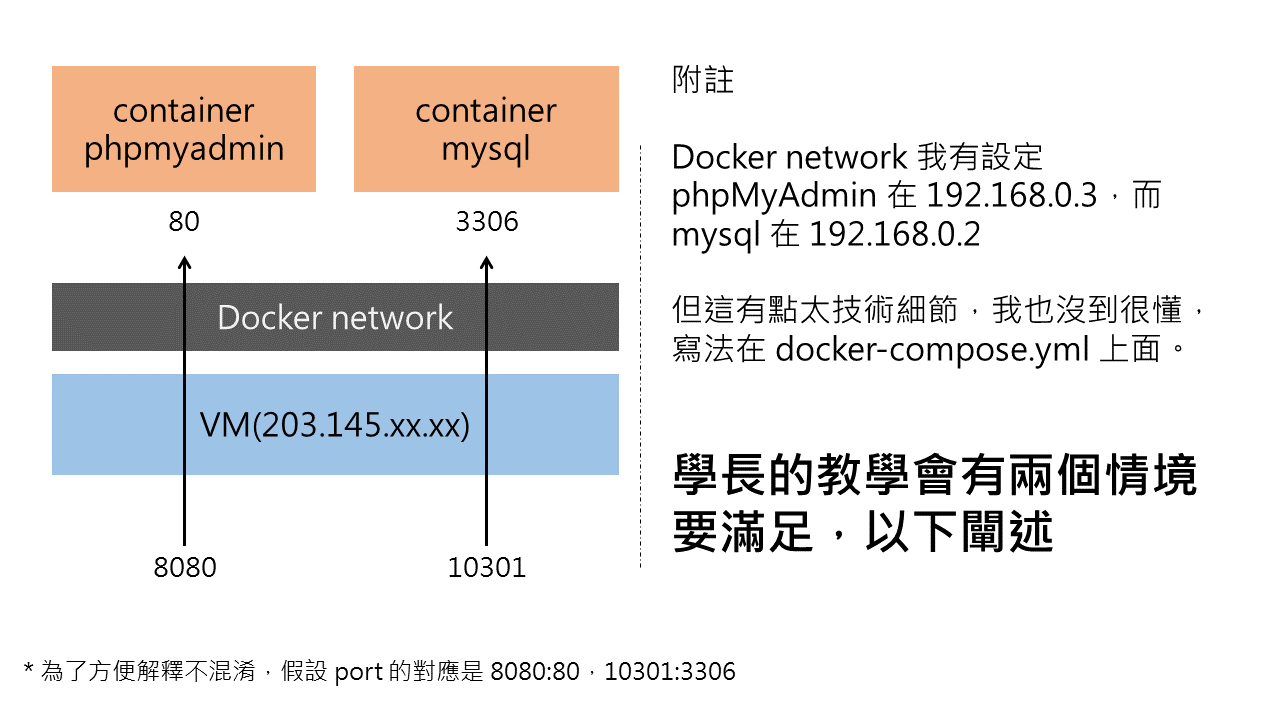 container
phpmyadmin
container
mysql
80
3306
Docker network
VM(203.145.xx.xx)
8080
10301
附註
Docker network 我有設定
phpMyAdmin 在 192.168.0.3，而
mysql 在 192.168.0.2
但這有點太技術細節，我也沒到很懂，
寫法在 docker-compose.yml 上面。
學長的教學會有兩個情境
要滿足，以下闡述
* 為了方便解釋不混淆，假設 port 的對應是 8080:80，10301:3306